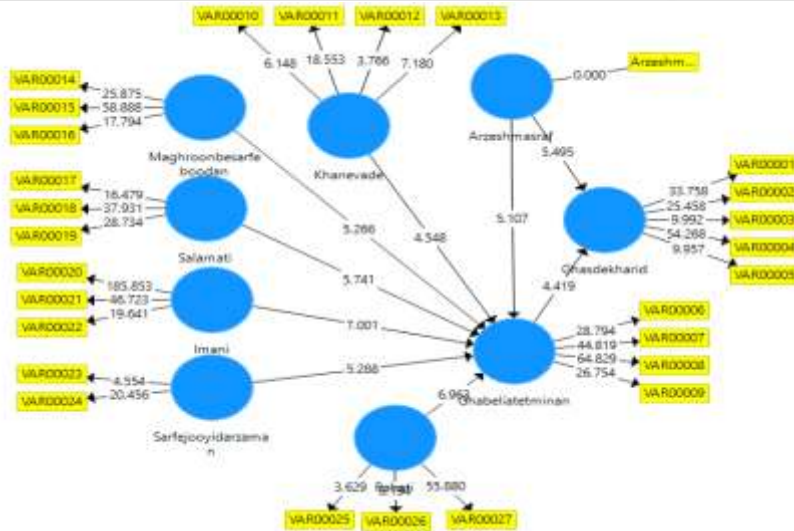 VAR00010
VAR00011
VAR00012
VAR00013
6.148
18.553
3.766
7.180
VAR00014
VAR00015
VAR00016
25.875
58.888
17.794
Maghroonbesarfe
boodan
Khanevade
Arzeshmasraf
0.000
Arzeshm...
5.495
VAR00017
VAR00018
VAR00019
16.479
37.931
28.734
Salamati
5.266
4.548
5.107
VAR00001
VAR00002
VAR00003
VAR00004
VAR00005
33.758
25.458
9.992
54.268
9.957
Ghasdekharid
5.741
4.419
VAR00020
VAR00021
VAR00022
185.853
46.723
19.641
Imani
7.001
VAR00006
VAR00007
VAR00008
VAR00009
28.794
44.819
64.829
26.754
Ghabeliatetminan
5.288
VAR00023
VAR00024
4.554
20.456
Sarfejooyidarzama
n
3.629
55.880
VAR00025
VAR00026
VAR00027